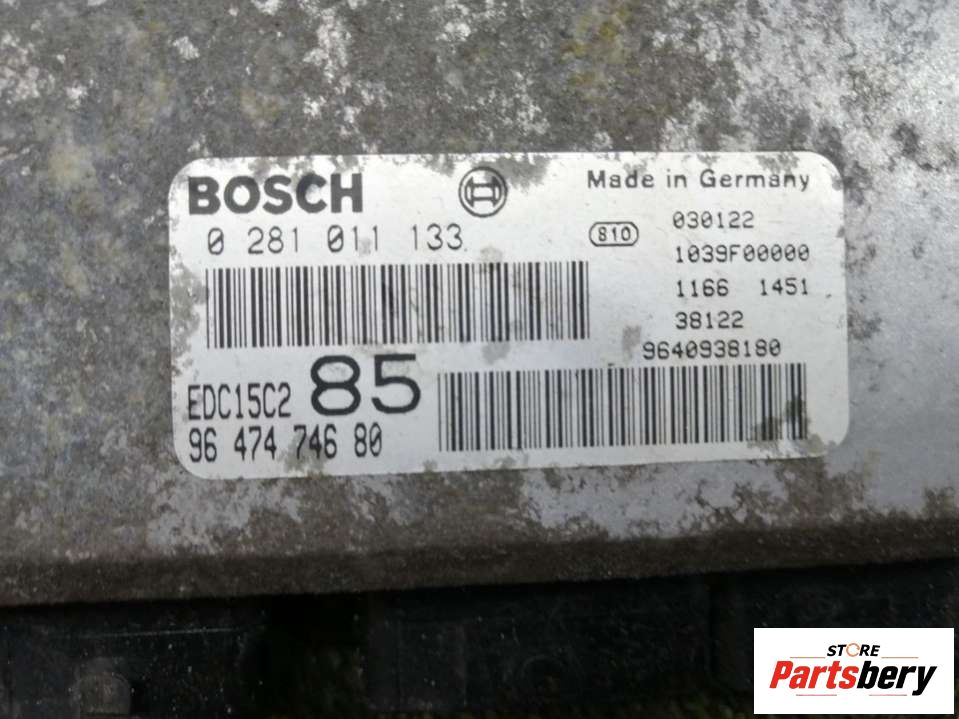 BOSCH
Made in Germany
0 281 011 133
810
030122
1039F00000
1166 1451
38122
9640938180
EDC15C2 85
96 474 746 80
STORE
Partsbery